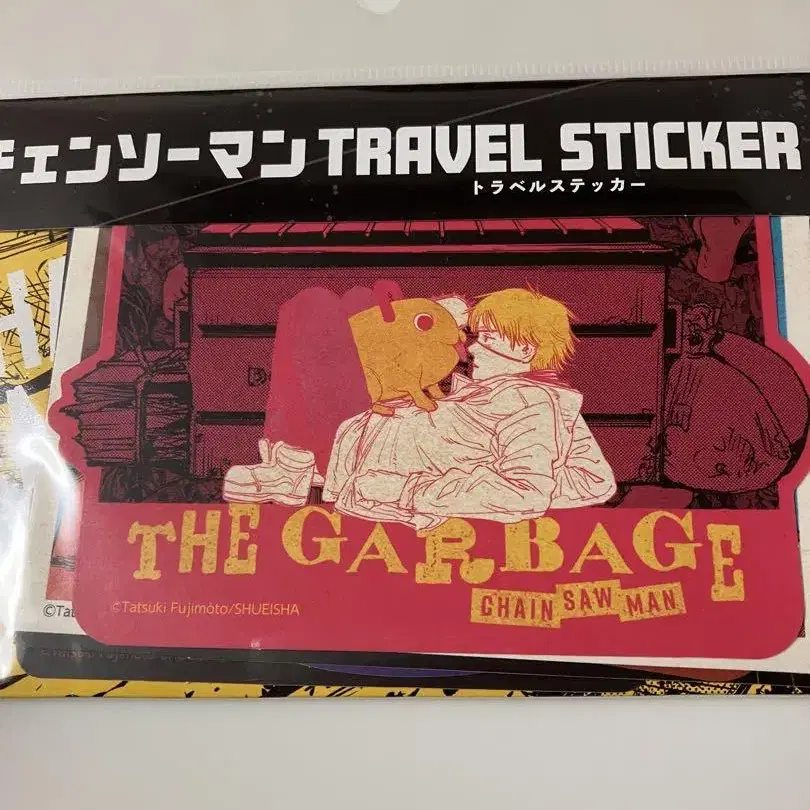 チェンソーマン TRAVEL STICKER
トラベルステッカー
THE GARBAGE
CHAIN SAW MAN
©Tatsuki Fujimoto/SHUEISHA
©Tat